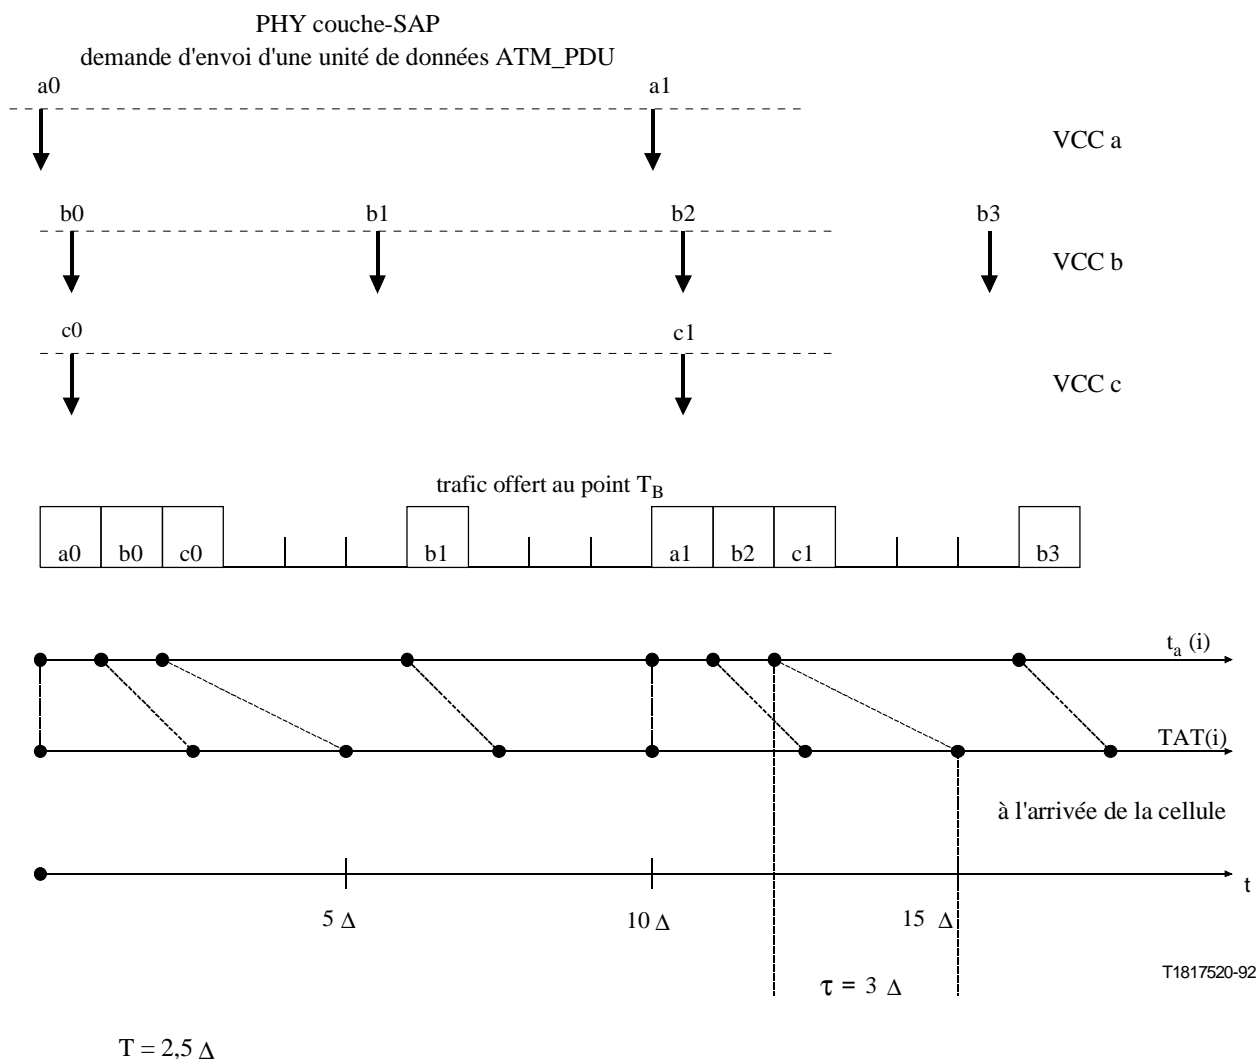 PHY couche-SAP
demande d'envoi d'une unité de données ATM_PDU
a0 a1
VCC a
b0 b1 b2 b3
VCC b
c0 c1
VCC c
trafic offert au point T_B
a0 b0 c0 b1 a1 b2 c1 b3
t_a (i)
TAT(i)
à l'arrivée de la cellule
t
5 Δ 10 Δ 15 Δ
T1817520-92
τ = 3 Δ
T = 2,5 Δ